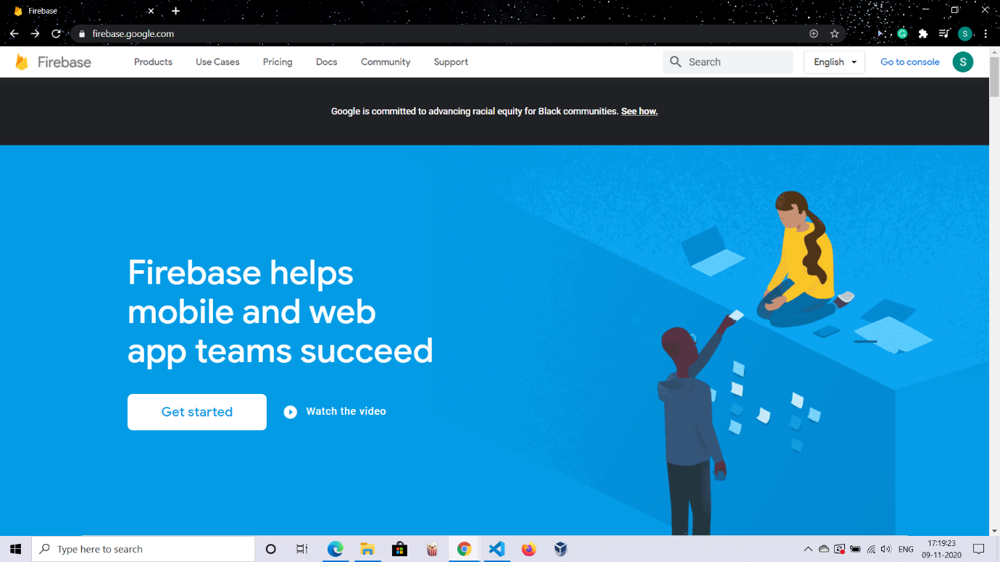 Firebase
firebase.google.com
G
S
Firebase
Products
Use Cases
Pricing
Docs
Community
Support
Search
English
Go to console
S
Google is committed to advancing racial equity for Black communities. See how.
Firebase helps
mobile and web
app teams succeed
Get started
Watch the video
Type here to search
ENG
17:19:23
09-11-2020